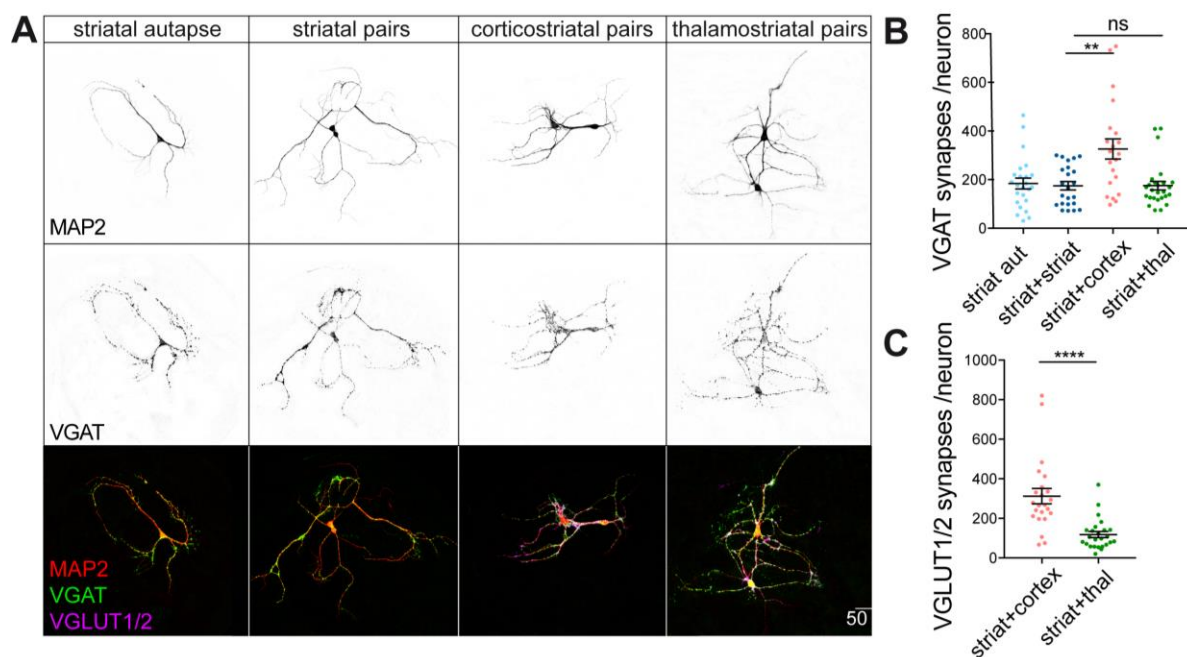 A
striatal autapse
striatal pairs
corticostriatal pairs
thalamostriatal pairs
MAP2
VGAT
MAP2
VGAT
VGLUT1/2
50
B
VGAT synapses /neuron
800
600
400
200
0
**
ns
striat aut
striat+striat
striat+cortex
striat+thal
C
VGLUT1/2 synapses /neuron
1000
800
600
400
200
0
****
striat+cortex
striat+thal